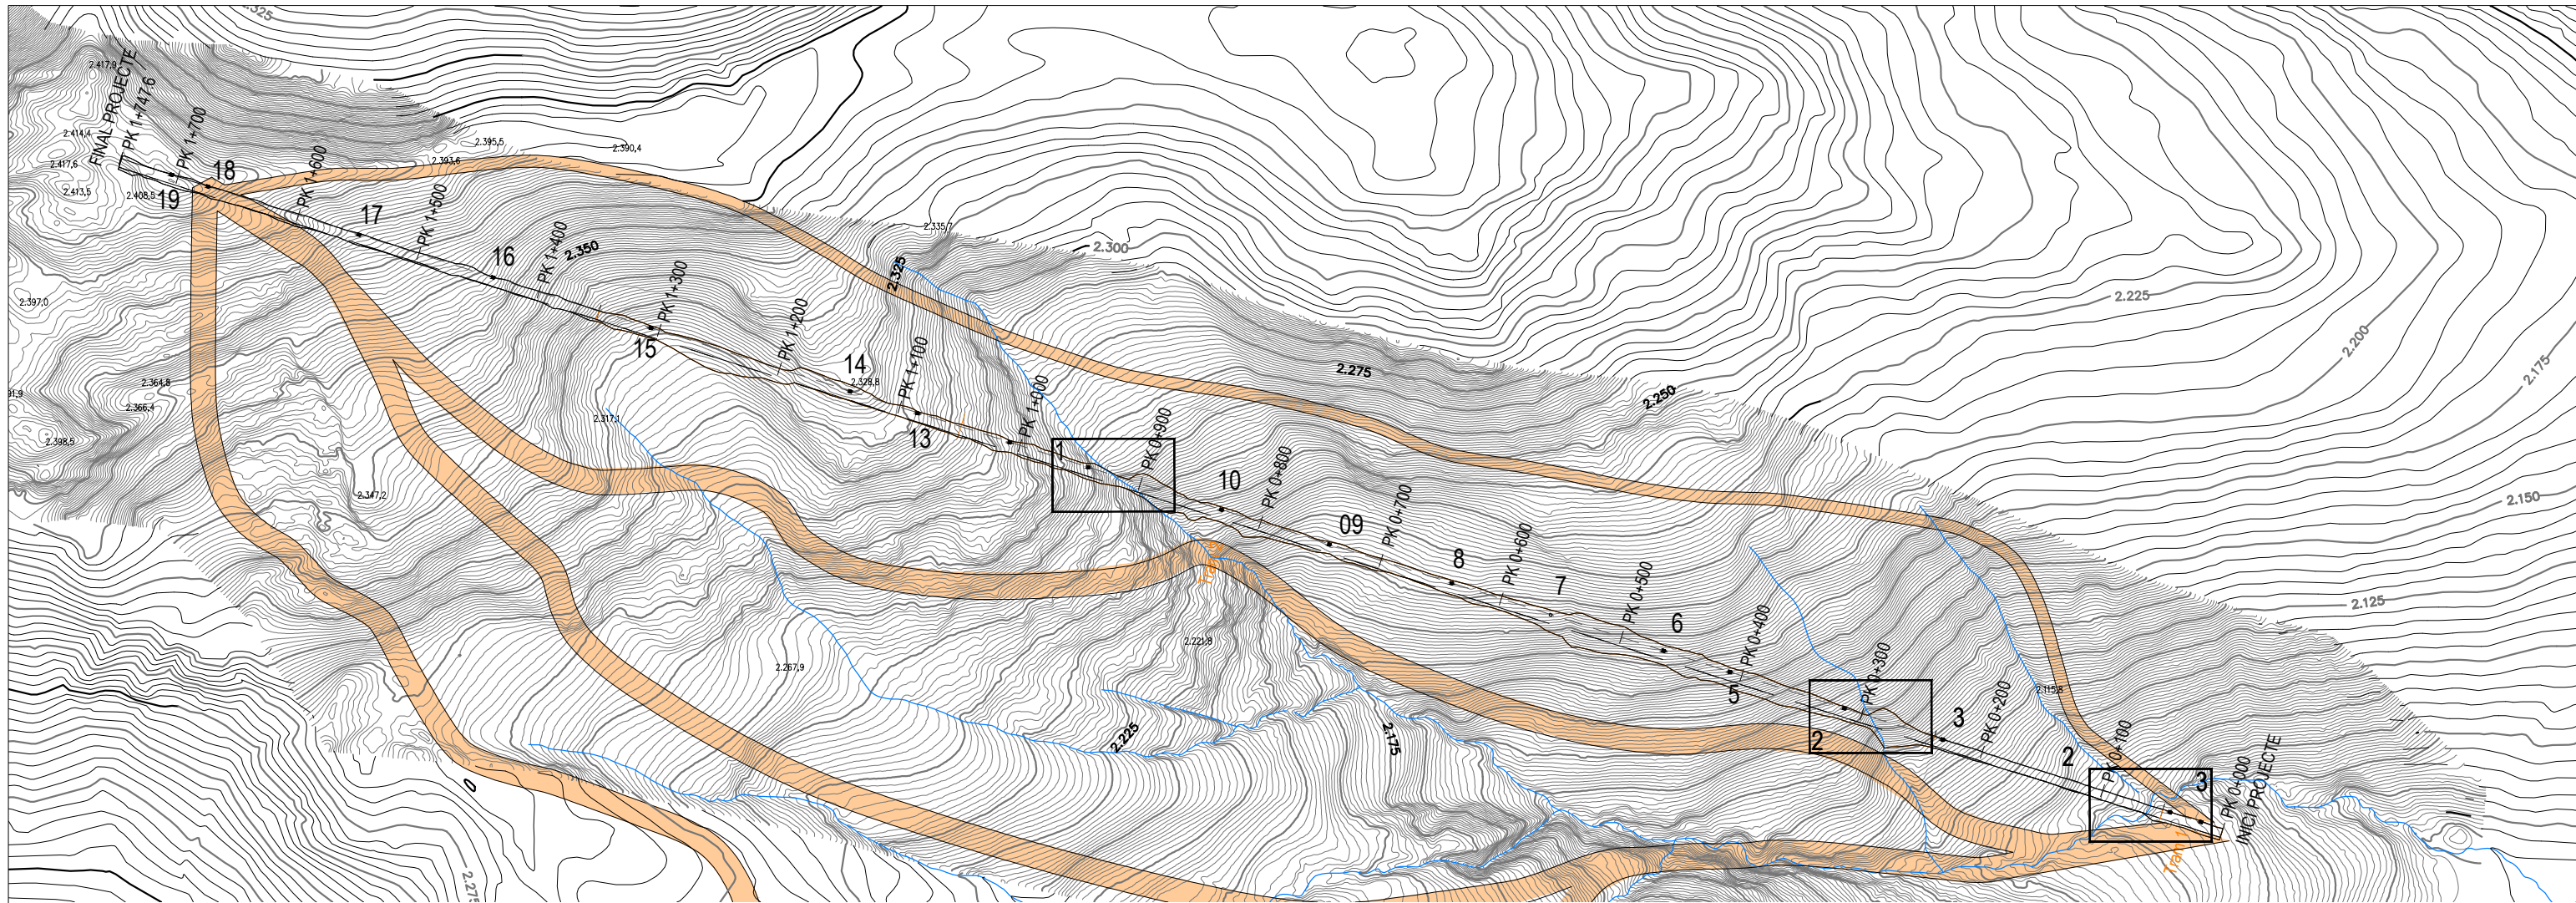 2.325
2.417,9
FINAL PROJECTE
PK 1+747.6
PK 1+700
2.414,4
2.417,6
2.413,5
2.408,5
19
18
2.393,6
2.395,5
2.390,4
PK 1+600
17
PK 1+500
16
PK 1+400
2.350
PK 1+300
15
PK 1+200
14
2.328,8
2.325
2.335,7
2.300
PK 1+100
13
PK 1+000
1
PK 0+900
10
PK 0+800
09
PK 0+700
8
PK 0+600
7
PK 0+500
6
PK 0+400
5
PK 0+300
2
3
PK 0+200
2
PK 0+100
3
PK 0+000
INICI PROJECTE
Tram 1
2.275
2.250
2.225
2.200
2.175
2.150
2.125
2.115,8
2.397,0
2.364,8
2.366,4
2.398,5
2.347,2
2.317,1
2.267,9
2.221,8
2.225
2.175
0